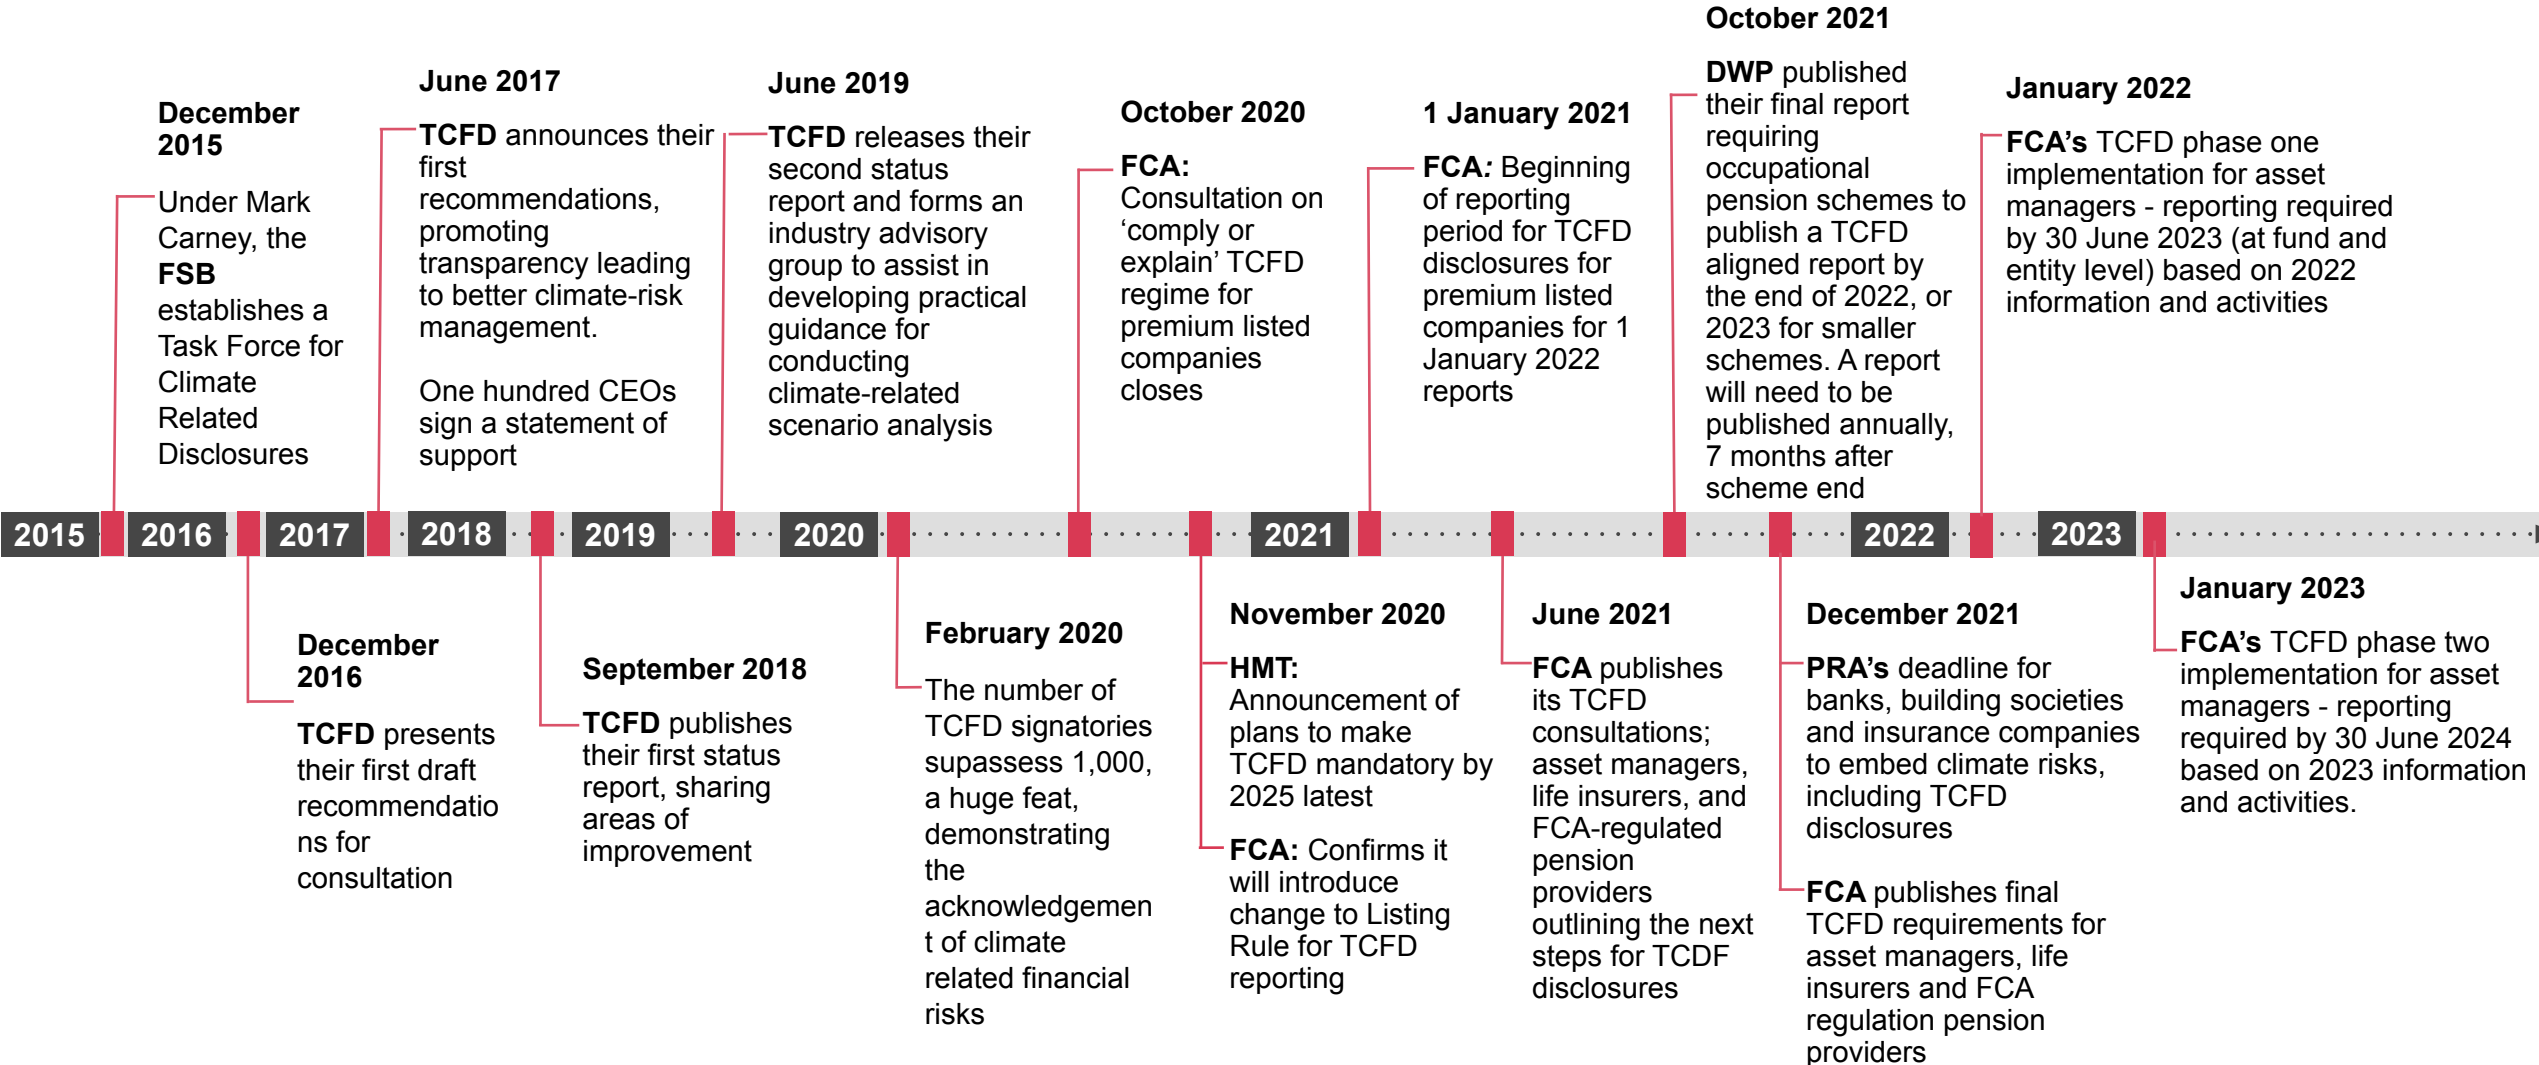 December
2015
Under Mark
Carney, the
FSB
establishes a
Task Force for
Climate
Related
Disclosures
June 2017
TCFD announces their
first
recommendations,
promoting
transparency leading
to better climate-risk
management.
One hundred CEOs
sign a statement of
support
June 2019
TCFD releases their
second status
report and forms an
industry advisory
group to assist in
developing practical
guidance for
conducting
climate-related
scenario analysis
October 2020
FCA:
Consultation on
‘comply or
explain’ TCFD
regime for
premium listed
companies
closes
1 January 2021
FCA: Beginning
of reporting
period for TCFD
disclosures for
premium listed
companies for 1
January 2022
reports
October 2021
DWP published
their final report
requiring
occupational
pension schemes to
publish a TCFD
aligned report by
the end of 2022, or
2023 for smaller
schemes. A report
will need to be
published annually,
7 months after
scheme end
January 2022
FCA’s TCFD phase one
implementation for asset
managers - reporting required
by 30 June 2023 (at fund and
entity level) based on 2022
information and activities
2015 2016 2017 2018 2019 2020 2021 2022 2023
December
2016
TCFD presents
their first draft
recommendatio
ns for
consultation
September 2018
TCFD publishes
their first status
report, sharing
areas of
improvement
February 2020
The number of
TCFD signatories
supassess 1,000,
a huge feat,
demonstrating
the
acknowledgemen
t of climate
related financial
risks
November 2020
HMT:
Announcement of
plans to make
TCFD mandatory by
2025 latest
FCA: Confirms it
will introduce
change to Listing
Rule for TCFD
reporting
June 2021
FCA publishes
its TCFD
consultations;
asset managers,
life insurers, and
FCA-regulated
pension
providers
outlining the next
steps for TCDF
disclosures
December 2021
PRA’s deadline for
banks, building societies
and insurance companies
to embed climate risks,
including TCFD
disclosures
FCA publishes final
TCFD requirements for
asset managers, life
insurers and FCA
regulation pension
providers
January 2023
FCA’s TCFD phase two
implementation for asset
managers - reporting
required by 30 June 2024
based on 2023 information
and activities.